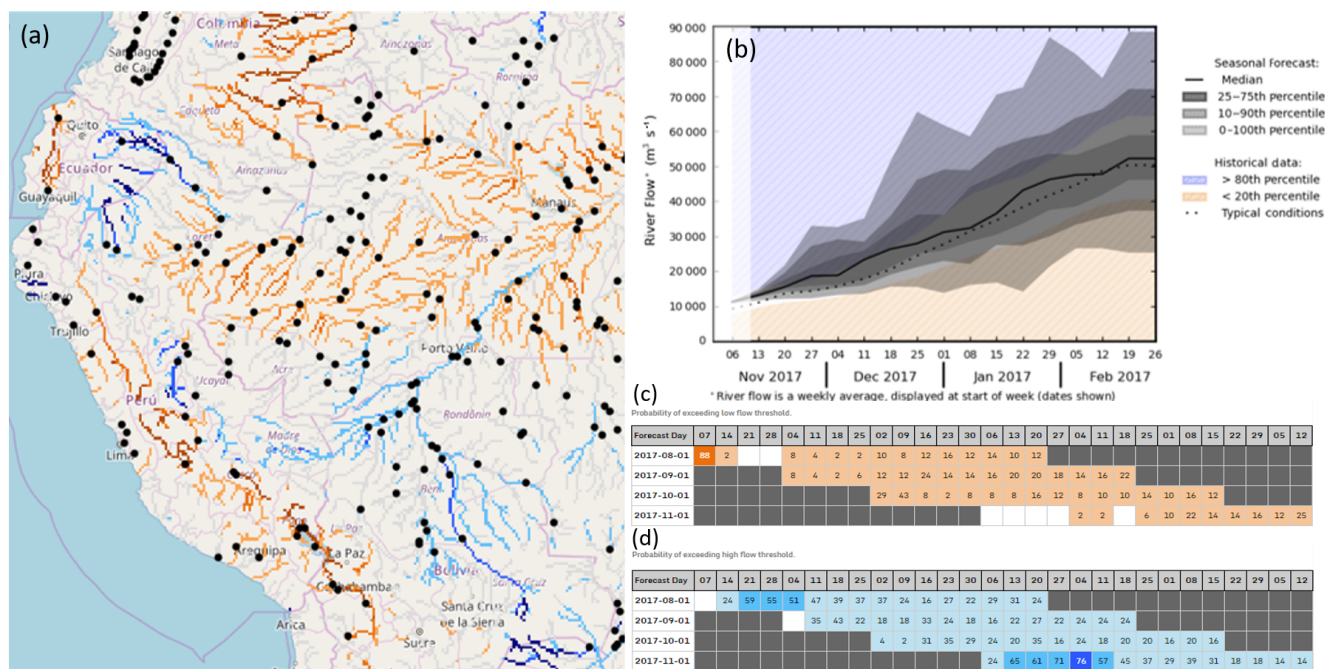 (a)
Colombia
Meta
Amazonas
Santiago
de Cali
Roraima
Caqueta
Quito
Ecuador
Amazonas
Guayaquil
Manaus
Loreto
Amazonas
Piura
Chiclayo
Trujillo
Porto Velho
Ucayali
Acre
Perú
Rondônia
Madre
de Dios
Lima
Beni
La Paz
Arequipa
La Paz
Bolivia
Cochabamba
Santa Cruz
Santa Cruz
de la Sierra
Arica
Sucre
(b)
90 000
80 000
70 000
60 000
50 000
40 000
30 000
20 000
10 000
0
River Flow* (m³ s⁻¹)
06 13 20 27 04 11 18 25 01 08 15 22 29 05 12 19 26
Nov 2017 Dec 2017 Jan 2017 Feb 2017
*River flow is a weekly average, displayed at start of week (dates shown)
Seasonal Forecast:
Median
25–75th Percentile
10–90th Percentile
0–100th Percentile
Historical data:
> 80th Percentile
< 20th Percentile
Typical conditions
(c)
Probability of exceeding low flow threshold.
Forecast Day 07 14 21 28 04 11 18 25 02 09 16 23 30 06 13 20 27 04 11 18 25 01 08 15 22 29 05 12
2017-08-01 88 2 8 4 2 2 10 8 12 16 12 14 10 12
2017-09-01 8 4 2 6 12 12 24 14 14 16 20 20 18 14 16 22
2017-10-01 29 43 8 2 8 8 8 16 12 8 10 10 14 10 16 12
2017-11-01 2 2 6 10 22 14 14 16 12 25
(d)
Probability of exceeding high flow threshold.
Forecast Day 07 14 21 28 04 11 18 25 02 09 16 23 30 06 13 20 27 04 11 18 25 01 08 15 22 29 05 12
2017-08-01 24 59 55 51 47 39 37 37 24 16 27 22 29 31 24
2017-09-01 35 43 22 18 18 33 24 18 16 22 27 22 24 24 24
2017-10-01 4 2 31 35 29 24 20 35 16 24 18 20 20 16 20 16
2017-11-01 24 65 61 71 76 57 45 37 29 39 31 18 18 14 14